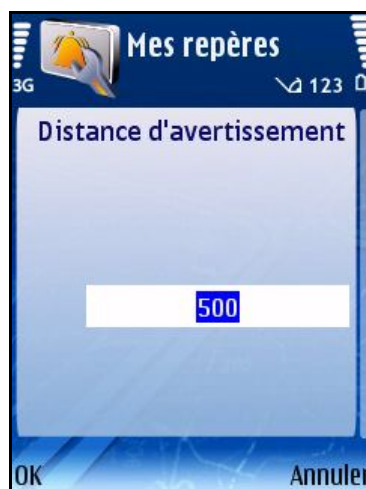 Mes repères
3G
123
Distance d'avertissement
500
OK
Annuler